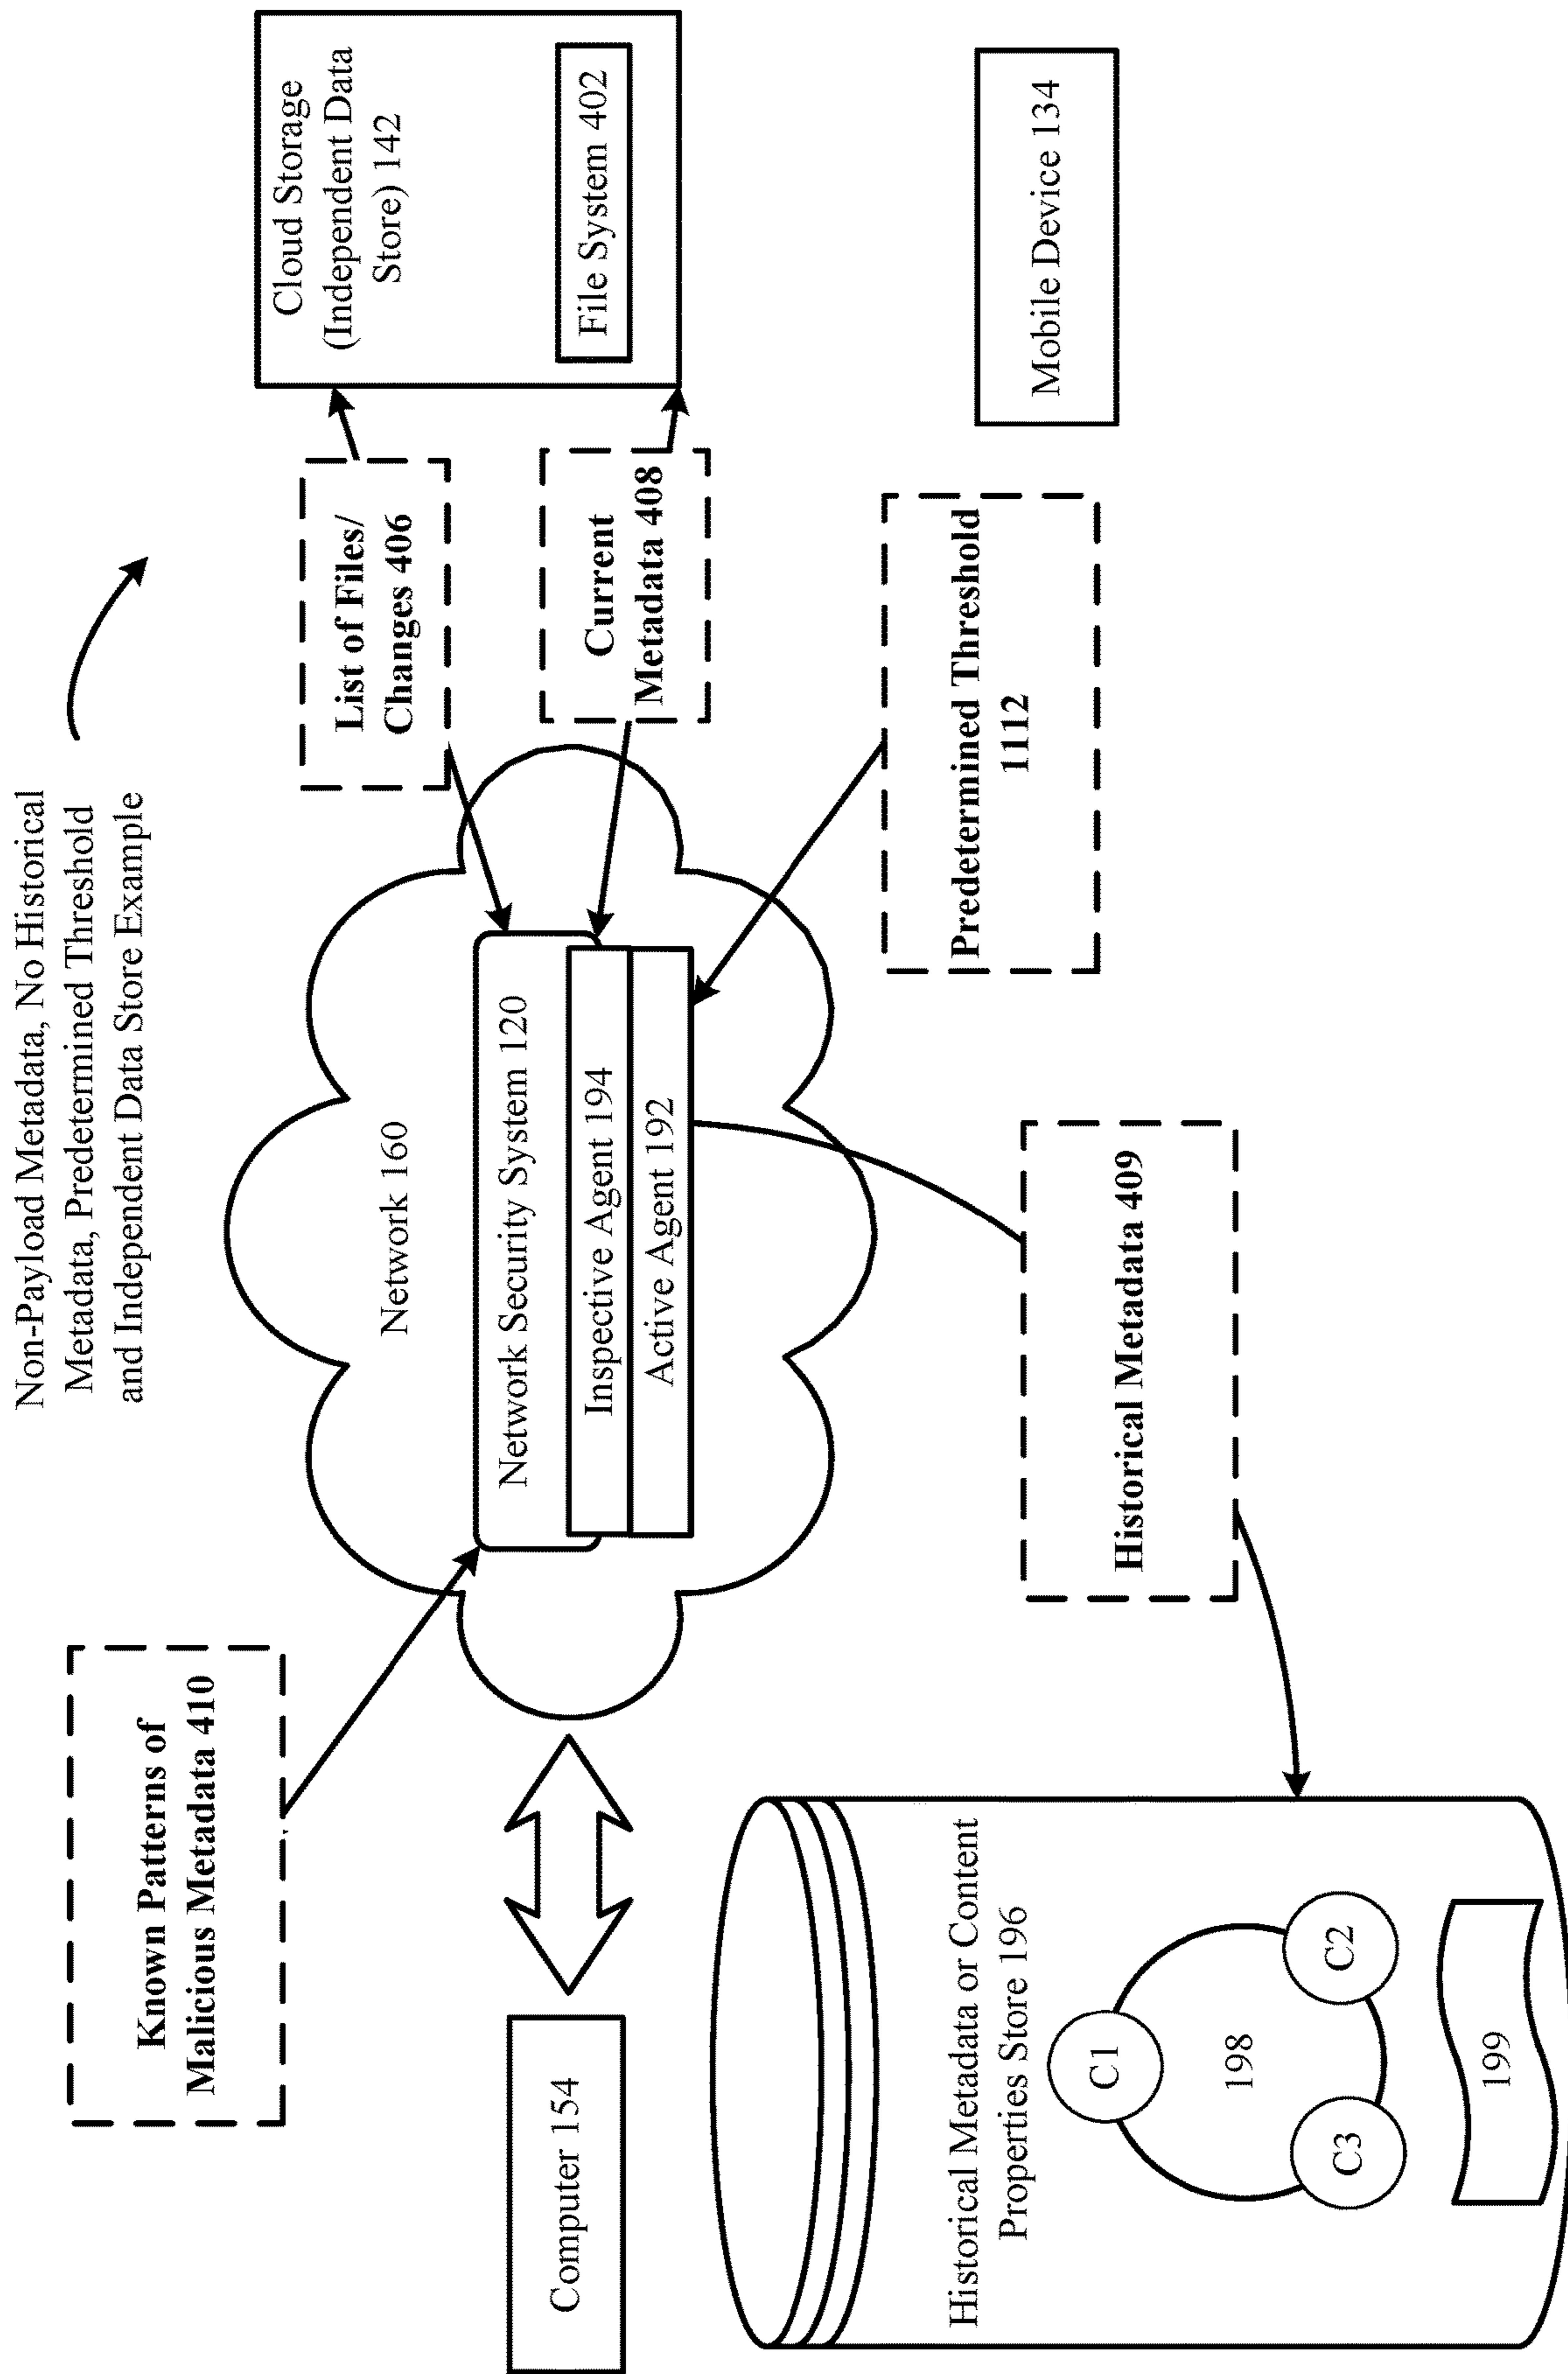 Non-Payload Metadata, No Historical
Metadata, Predetermined Threshold
and Independent Data Store Example
Known Patterns of
Malicious Metadata 410
List of Files/
Changes 406
Cloud Storage
(Independent Data
Store) 142
File System 402
Current
Metadata 408
Network 160
Network Security System 120
Inspective Agent 194
Active Agent 192
Computer 154
Predetermined Threshold
1112
Mobile Device 134
Historical Metadata 409
Historical Metadata or Content
Properties Store 196
C1
198
C3
C2
199